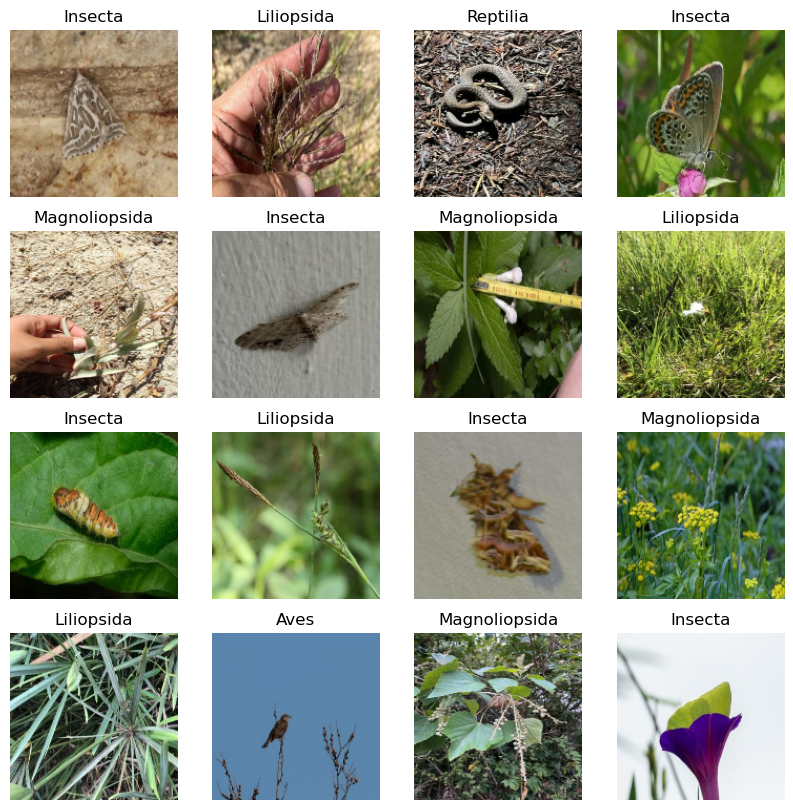 Insecta Liliopsida Reptilia Insecta
Magnoliopsida Insecta Magnoliopsida Liliopsida
Insecta Liliopsida Insecta Magnoliopsida
Liliopsida Aves Magnoliopsida Insecta